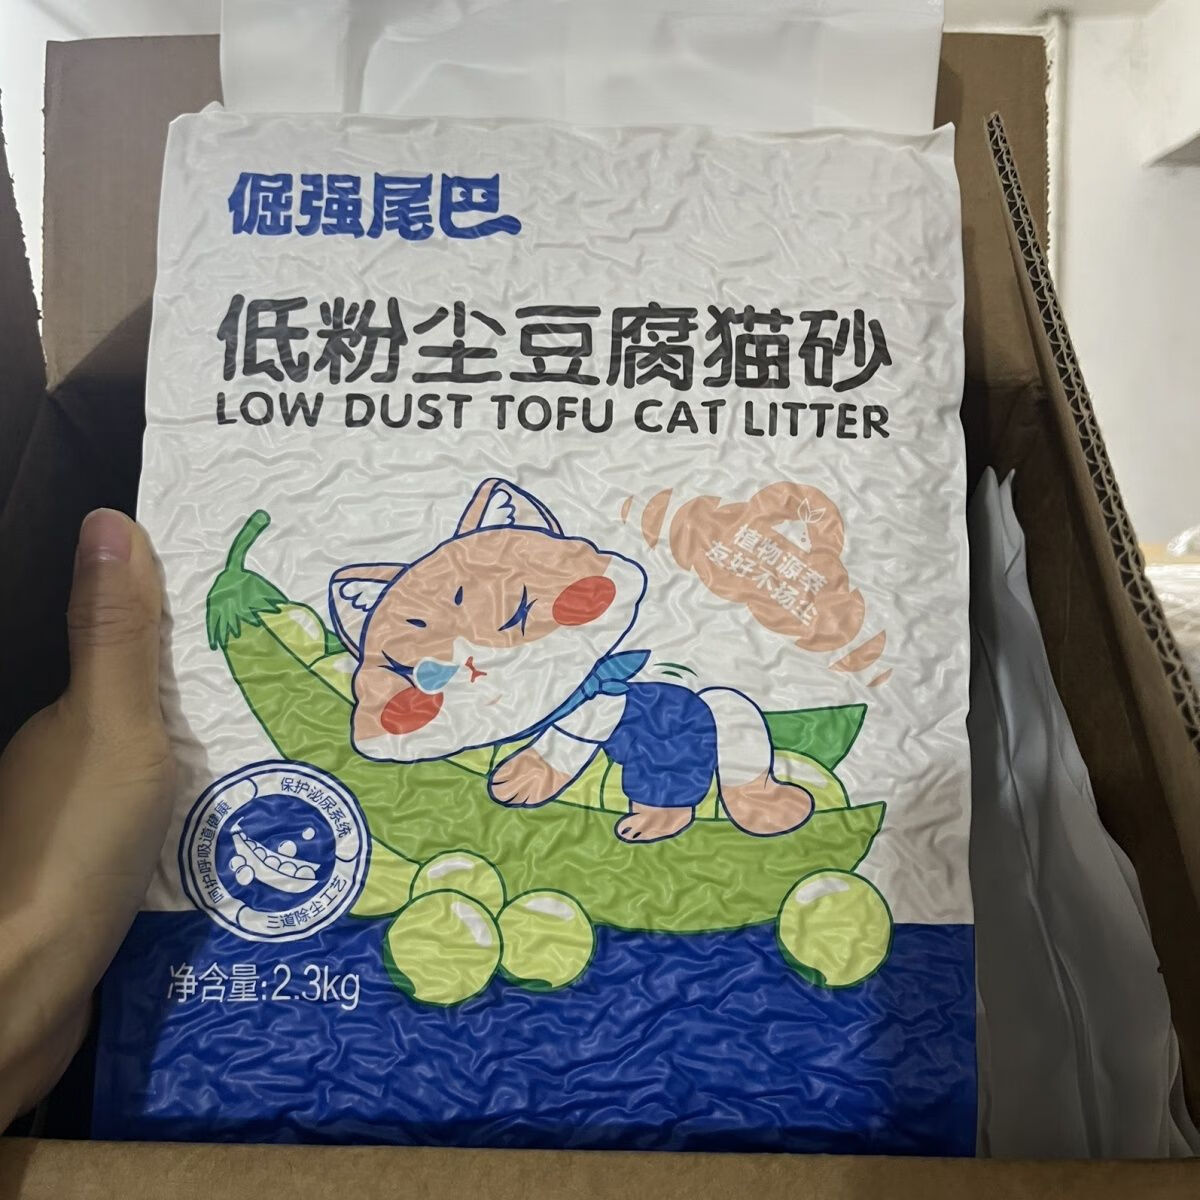 倔强尾巴
低粉尘豆腐猫砂
LOW DUST TOFU CAT LITTER
植物源萃
友好不扬尘
保护泌尿系统
呵护呼吸道健康
三道除尘工艺
净含量:2.3kg